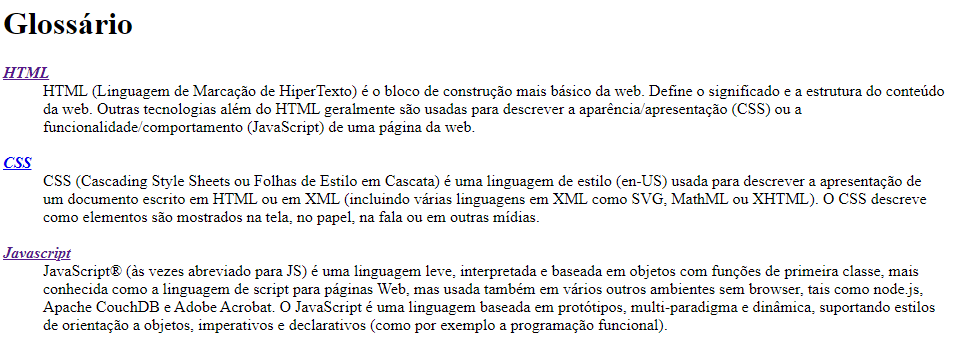 Glossário
HTML
HTML (Linguagem de Marcação de HiperTexto) é o bloco de construção mais básico da web. Define o significado e a estrutura do conteúdo
da web. Outras tecnologias além do HTML geralmente são usadas para descrever a aparência/apresentação (CSS) ou a
funcionalidade/comportamento (JavaScript) de uma página da web.
CSS
CSS (Cascading Style Sheets ou Folhas de Estilo em Cascata) é uma linguagem de estilo (en-US) usada para descrever a apresentação de
um documento escrito em HTML ou em XML (incluindo várias linguagens em XML como SVG, MathML ou XHTML). O CSS descreve
como elementos são mostrados na tela, no papel, na fala ou em outras mídias.
Javascript
JavaScript® (às vezes abreviado para JS) é uma linguagem leve, interpretada e baseada em objetos com funções de primeira classe, mais
conhecida como a linguagem de script para páginas Web, mas usada também em vários outros ambientes sem browser, tais como node.js,
Apache CouchDB e Adobe Acrobat. O JavaScript é uma linguagem baseada em protótipos, multi-paradigma e dinâmica, suportando estilos
de orientação a objetos, imperativos e declarativos (como por exemplo a programação funcional).